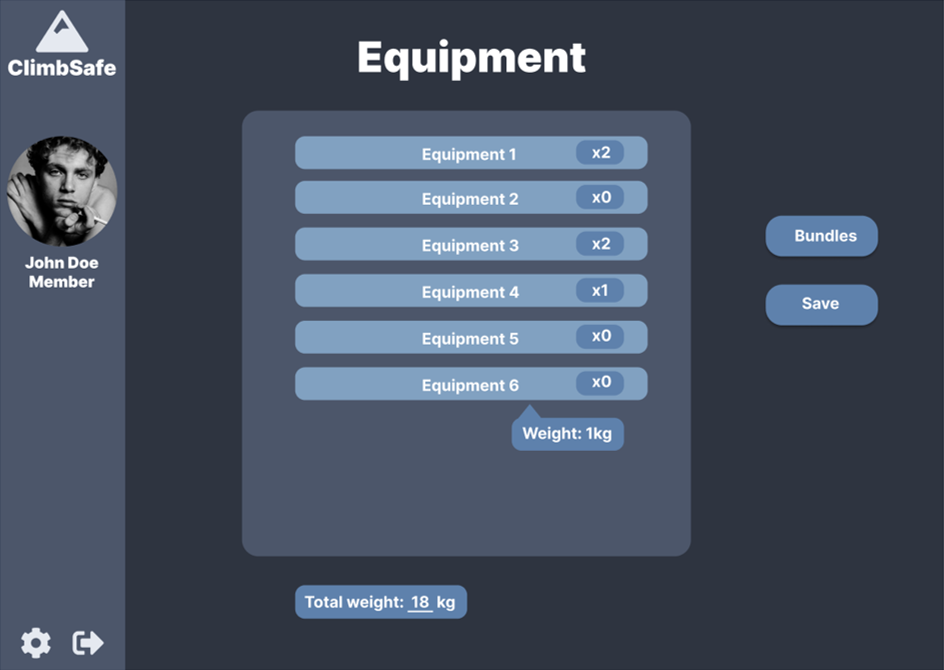 ClimbSafe
John Doe
Member
Equipment
Equipment 1 x2
Equipment 2 x0
Equipment 3 x2
Equipment 4 x1
Equipment 5 x0
Equipment 6 x0
Weight: 1kg
Total weight: 18 kg
Bundles
Save